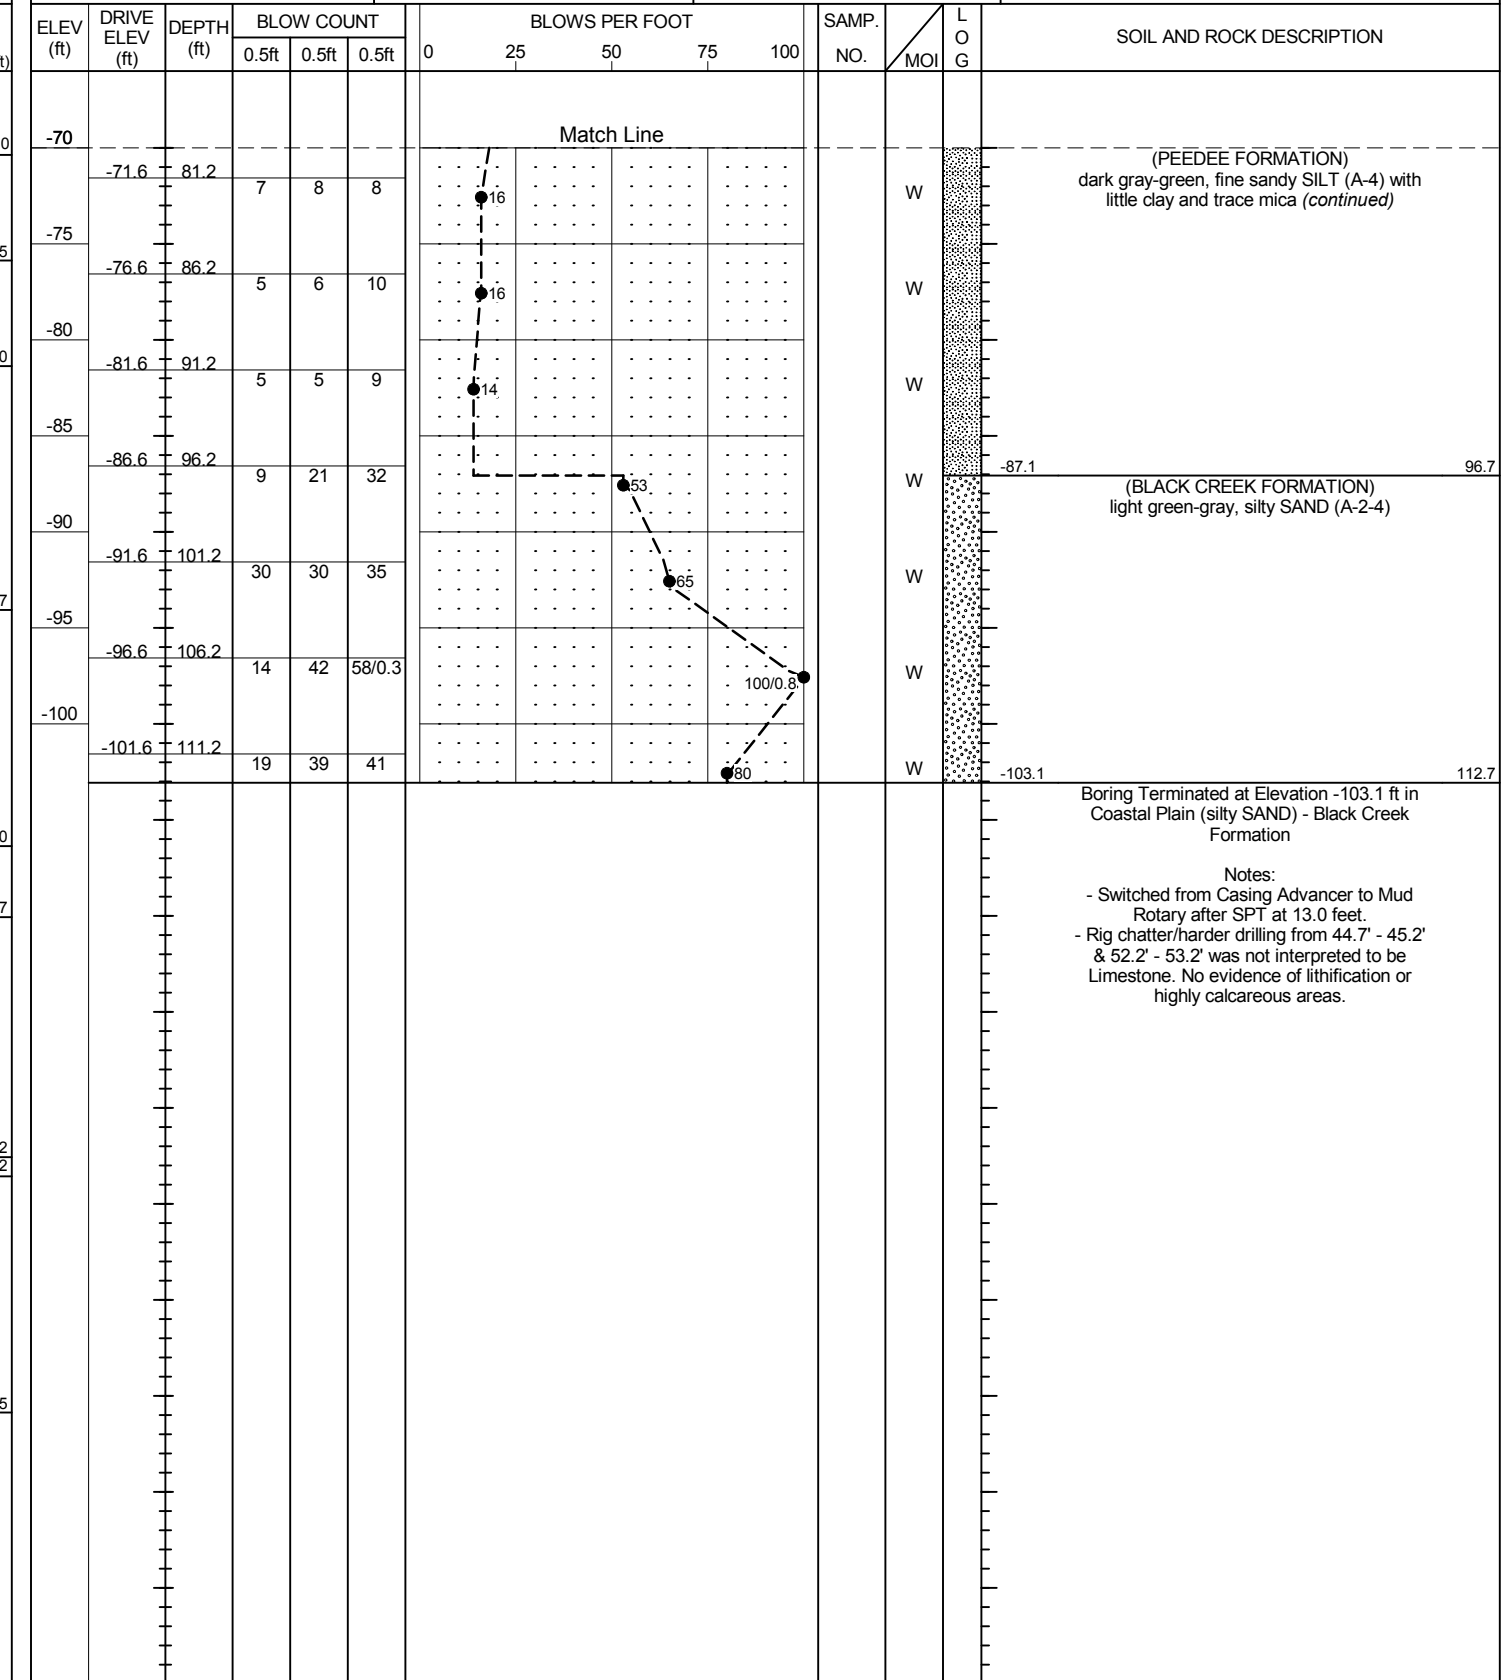 ELEV (ft) DRIVE ELEV (ft) DEPTH (ft) BLOW COUNT BLOWS PER FOOT SAMP. NO. MOI L O G SOIL AND ROCK DESCRIPTION
0.5ft 0.5ft 0.5ft 0 25 50 75 100
t)
Match Line
-70
0
(PEEDEE FORMATION)
-71.6 81.2
7 8 8 16 W
dark gray-green, fine sandy SILT (A-4) with
little clay and trace mica (continued)
-75
5
-76.6 86.2
5 6 10 16 W
-80
0
-81.6 91.2
5 5 9 14 W
-85
-86.6 96.2
-87.1 96.7
9 21 32 53 W
(BLACK CREEK FORMATION)
light green-gray, silty SAND (A-2-4)
-90
-91.6 101.2
30 30 35 65 W
7
-95
-96.6 106.2
14 42 58/0.3 100/0.8 W
-100
-101.6 111.2
19 39 41 80 W
-103.1 112.7
Boring Terminated at Elevation -103.1 ft in
Coastal Plain (silty SAND) - Black Creek
Formation
0
Notes:
- Switched from Casing Advancer to Mud
Rotary after SPT at 13.0 feet.
7
- Rig chatter/harder drilling from 44.7' - 45.2'
& 52.2' - 53.2' was not interpreted to be
Limestone. No evidence of lithification or
highly calcareous areas.
2
2
5